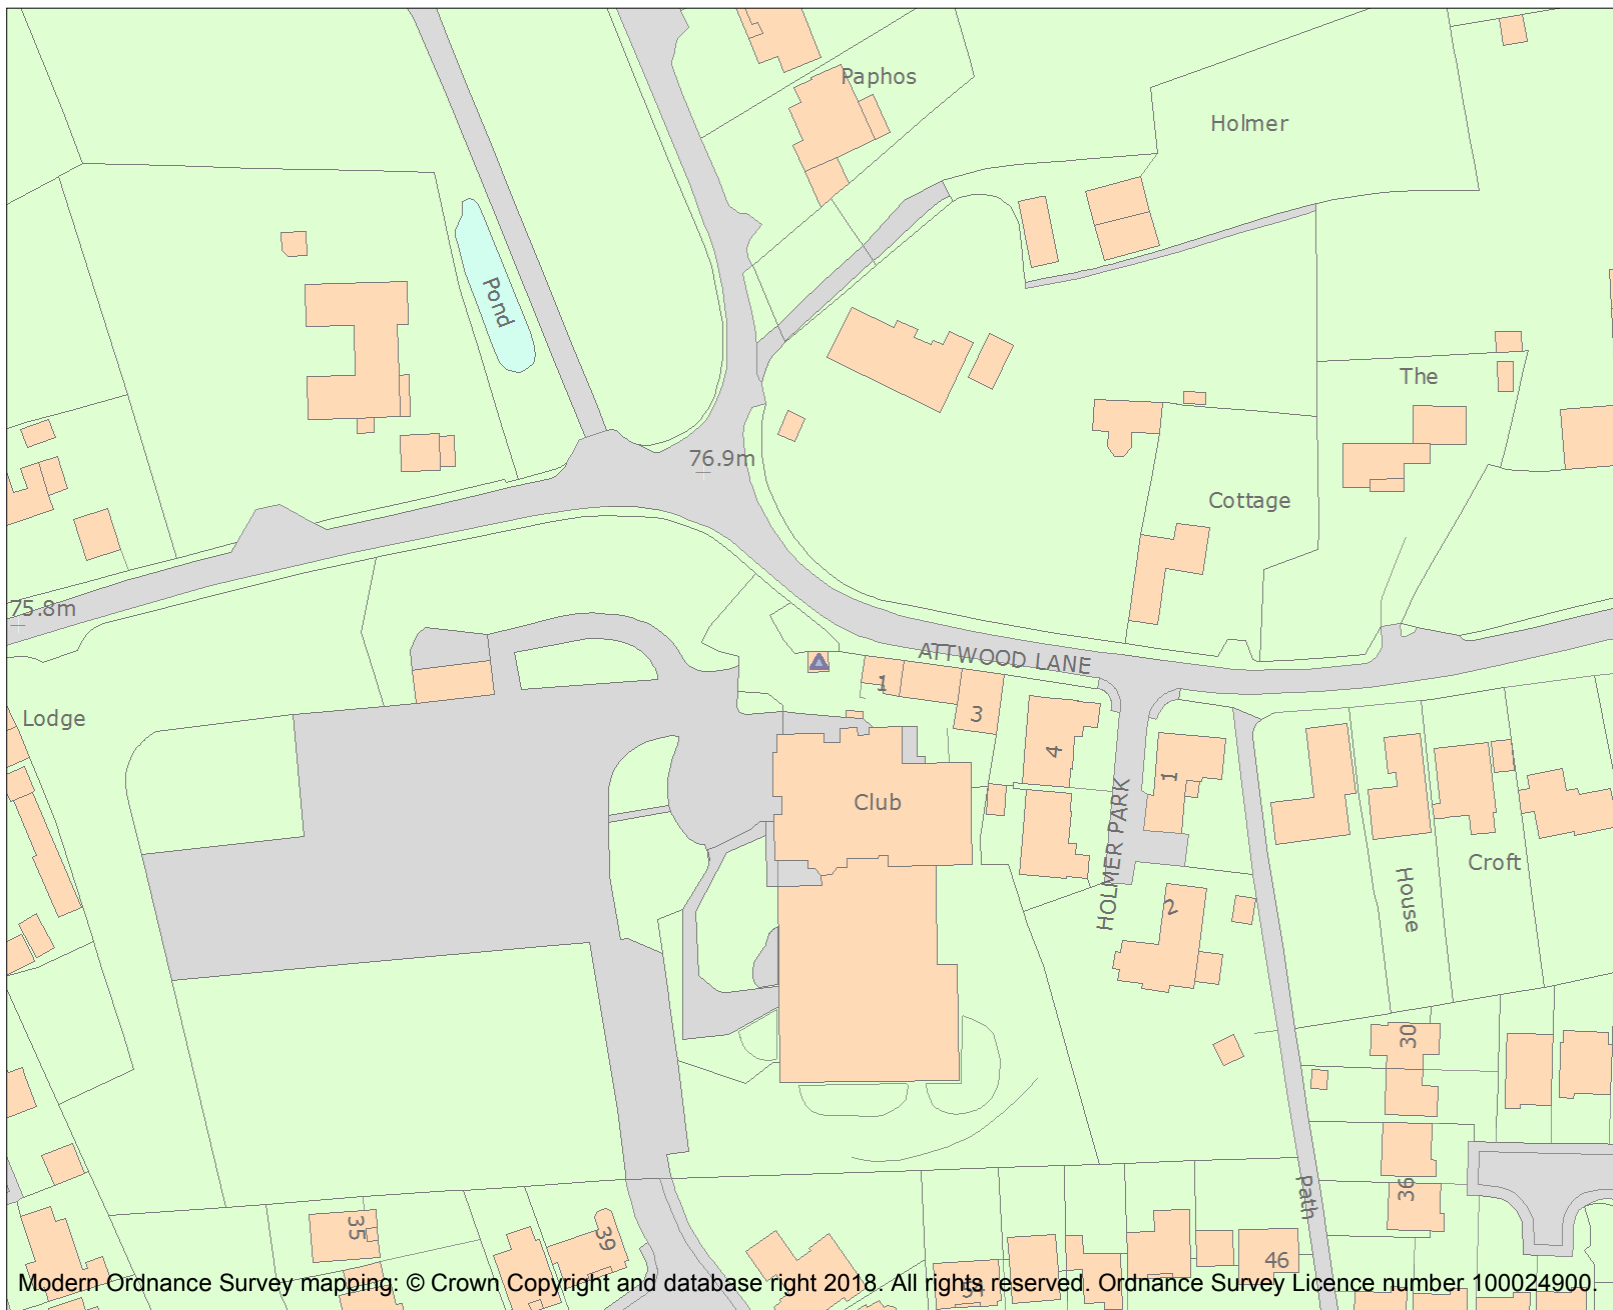 Paphos
Holmer
Pond
The
76.9m
Cottage
75.8m
ATTWOOD LANE
1
3
Lodge
4
1
Club
HOLMER PARK
Croft
House
2
30
Path
36
35
39
46
54
Modern Ordnance Survey mapping: © Crown Copyright and database right 2018. All rights reserved. Ordnance Survey Licence number 100024900.